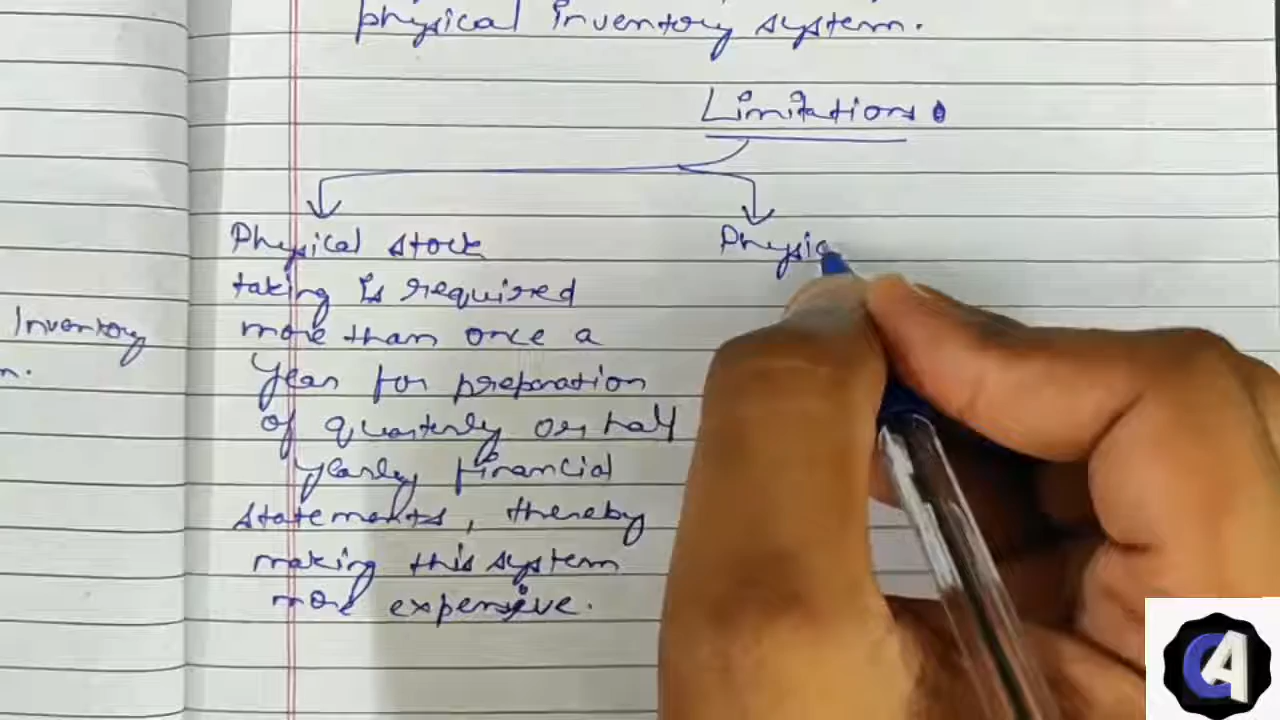 physical inventory system.
Limitations
Physical stock
taking is required
more than once a
Year for preparation
of quarterly or half
yearly financial
statements, thereby
making this system
more expensive.
Physic
Inventory
n.
CA